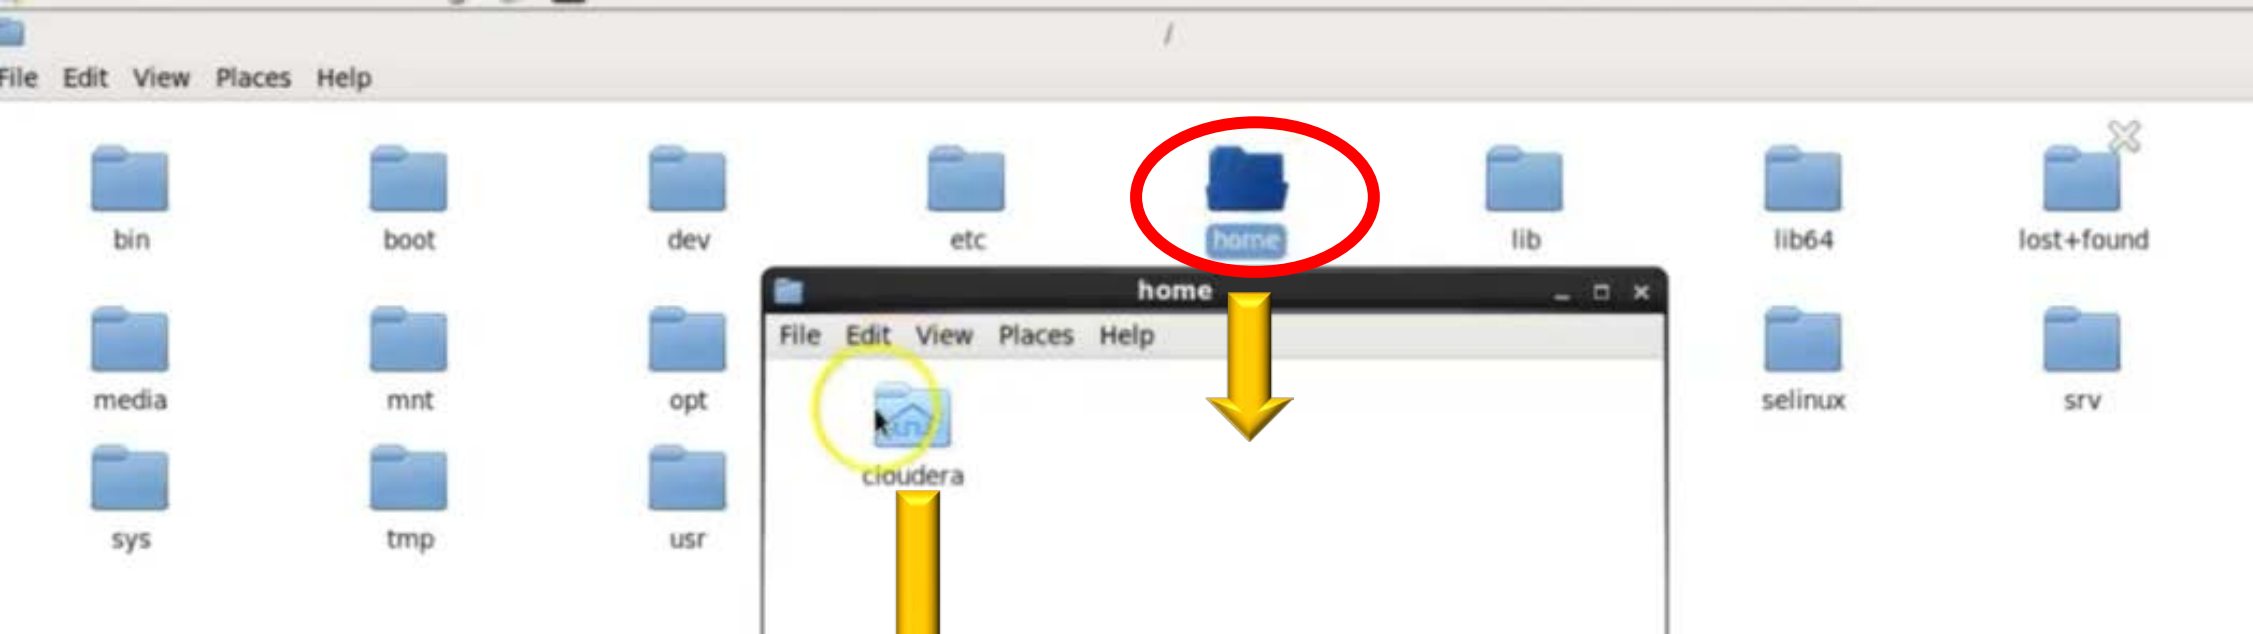 /
File Edit View Places Help
bin boot dev etc home lib lib64 lost+found
home
File Edit View Places Help
media mnt opt selinux srv
cloudera
sys tmp usr